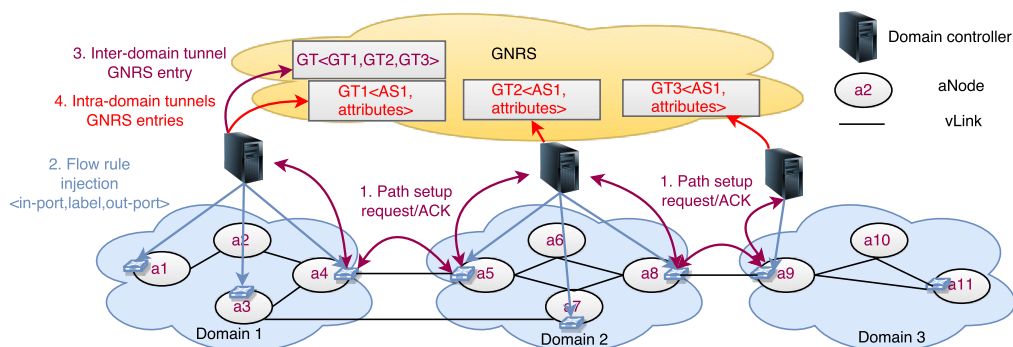 3. Inter-domain tunnel
GNRS entry
GNRS
GT<GT1,GT2,GT3>
Domain controller
4. Intra-domain tunnels
GNRS entries
GT1<AS1,
attributes>
GT2<AS1,
attributes>
GT3<AS1,
attributes>
a2
aNode
vLink
2. Flow rule
injection
<in-port,label,out-port>
1. Path setup
request/ACK
1. Path setup
request/ACK
a1
a2
a3
a4
a5
a6
a7
a8
a9
a10
a11
Domain 1
Domain 2
Domain 3